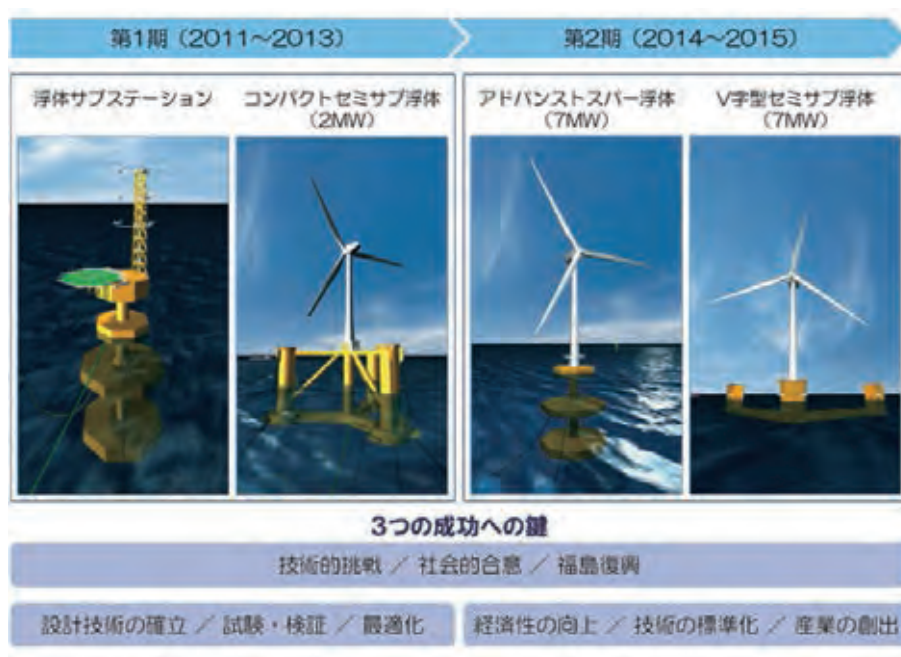 第1期（2011～2013）
第2期（2014～2015）
浮体サブステーション
コンパクトセミサブ浮体
（2MW）
アドバンストスパー浮体
（7MW）
V字型セミサブ浮体
（7MW）
3つの成功への鍵
技術的挑戦 ／ 社会的合意 ／ 福島復興
設計技術の確立 ／ 試験・検証 ／ 最適化
経済性の向上 ／ 技術の標準化 ／ 産業の創出